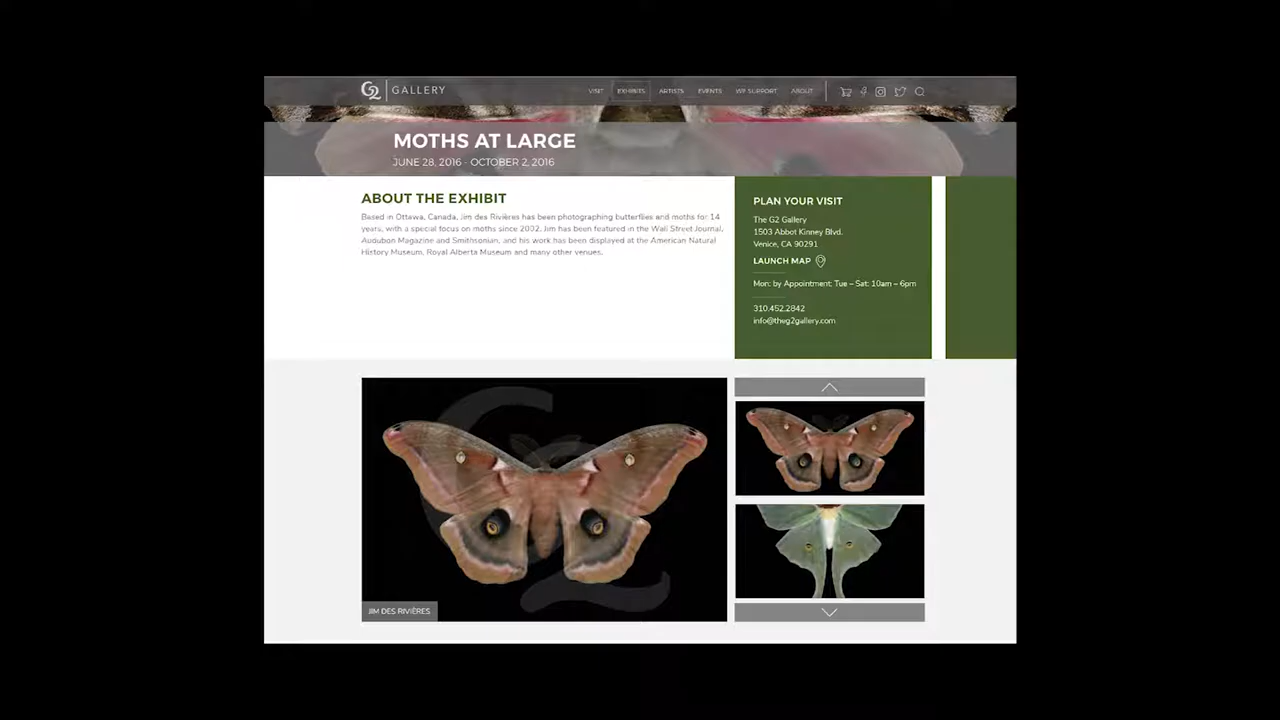 G2 GALLERY
VISIT EXHIBITS ARTISTS EVENTS WP SUPPORT ABOUT
MOTHS AT LARGE
JUNE 28, 2016 - OCTOBER 2, 2016
ABOUT THE EXHIBIT
Based in Ottawa, Canada, Jim des Rivières has been photographing butterflies and moths for 14
years, with a special focus on moths since 2002. Jim has been featured in the Wall Street Journal,
Audubon Magazine and Smithsonian, and his work has been displayed at the American Natural
History Museum, Royal Alberta Museum and many other venues.
PLAN YOUR VISIT
The G2 Gallery
1503 Abbot Kinney Blvd.
Venice, CA 90291
LAUNCH MAP
Mon: by Appointment; Tue – Sat: 10am – 6pm
310.452.2842
info@theg2gallery.com
JIM DES RIVIÈRES